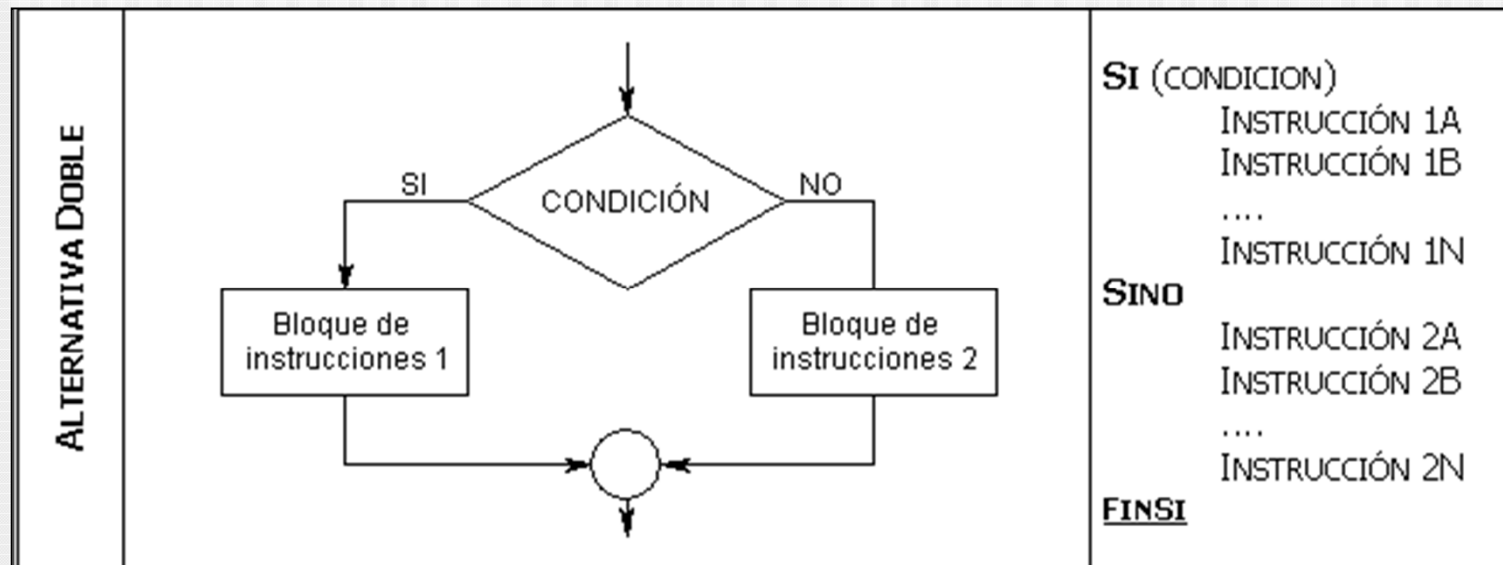 ALTERNATIVA DOBLE
CONDICIÓN
SI
NO
Bloque de
instrucciones 1
Bloque de
instrucciones 2
SI (CONDICION)
INSTRUCCIÓN 1A
INSTRUCCIÓN 1B
....
INSTRUCCIÓN 1N
SINO
INSTRUCCIÓN 2A
INSTRUCCIÓN 2B
....
INSTRUCCIÓN 2N
FINSI